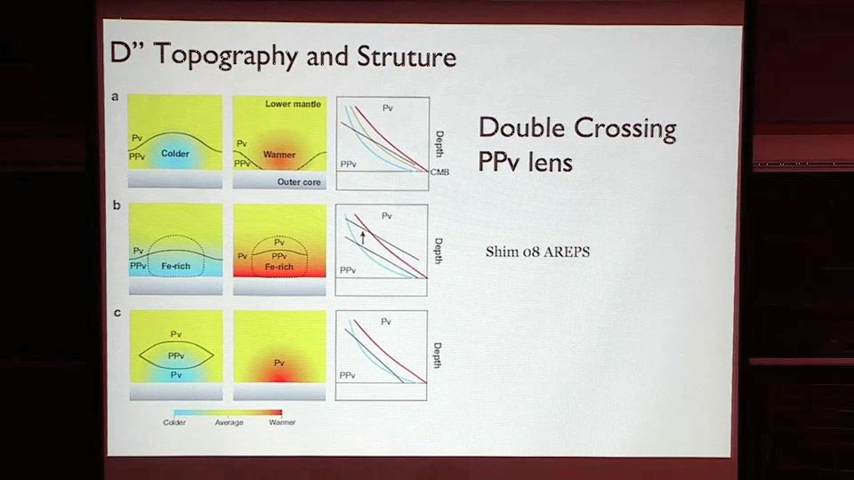 D” Topography and Struture
Double Crossing
PPv lens
Shim 08 AREPS
a
Pv
PPv
Colder
Lower mantle
Pv
PPv
Warmer
Outer core
Pv
PPv
Depth
CMB
b
Pv
PPv
Fe-rich
Pv
Pv
PPv
Fe-rich
Pv
PPv
Depth
c
Pv
PPv
Pv
Pv
Pv
PPv
Depth
Colder
Average
Warmer